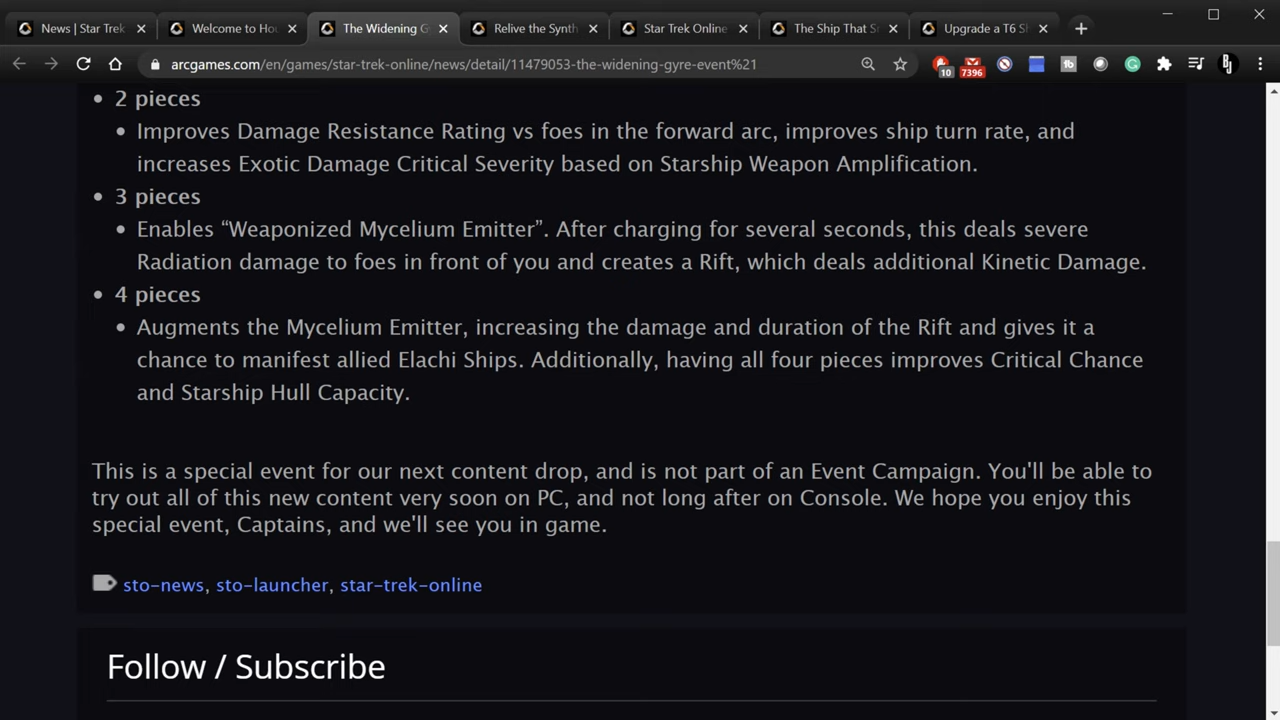 News | Star Trek
Welcome to Hou
The Widening Gy
Relive the Synth
Star Trek Online
The Ship That S
Upgrade a T6 Sh
arcgames.com/en/games/star-trek-online/news/detail/11479053-the-widening-gyre-event%21
10
7396
2 pieces
Improves Damage Resistance Rating vs foes in the forward arc, improves ship turn rate, and
increases Exotic Damage Critical Severity based on Starship Weapon Amplification.
3 pieces
Enables “Weaponized Mycelium Emitter”. After charging for several seconds, this deals severe
Radiation damage to foes in front of you and creates a Rift, which deals additional Kinetic Damage.
4 pieces
Augments the Mycelium Emitter, increasing the damage and duration of the Rift and gives it a
chance to manifest allied Elachi Ships. Additionally, having all four pieces improves Critical Chance
and Starship Hull Capacity.
This is a special event for our next content drop, and is not part of an Event Campaign. You'll be able to
try out all of this new content very soon on PC, and not long after on Console. We hope you enjoy this
special event, Captains, and we'll see you in game.
sto-news, sto-launcher, star-trek-online
Follow / Subscribe